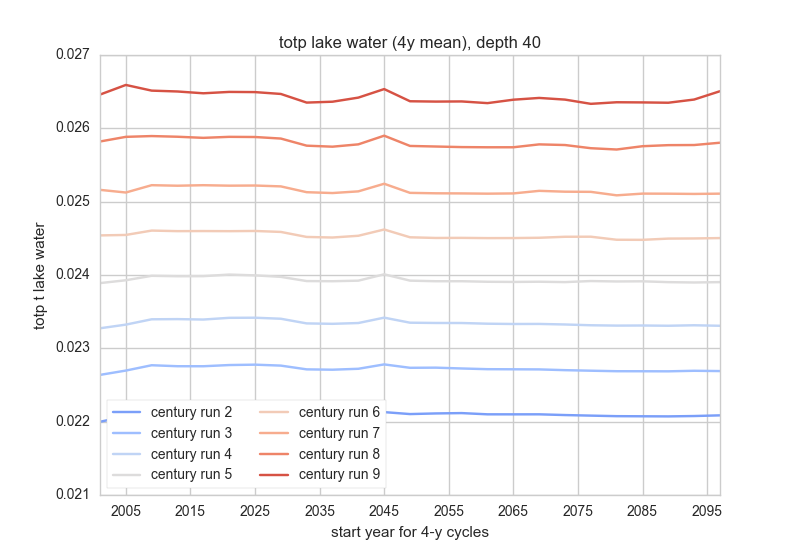 totp lake water (4y mean), depth 40
0.027
0.026
0.025
0.024
0.023
0.022
0.021
totp t lake water
century run 2
century run 3
century run 4
century run 5
century run 6
century run 7
century run 8
century run 9
2005 2015 2025 2035 2045 2055 2065 2075 2085 2095
start year for 4-y cycles